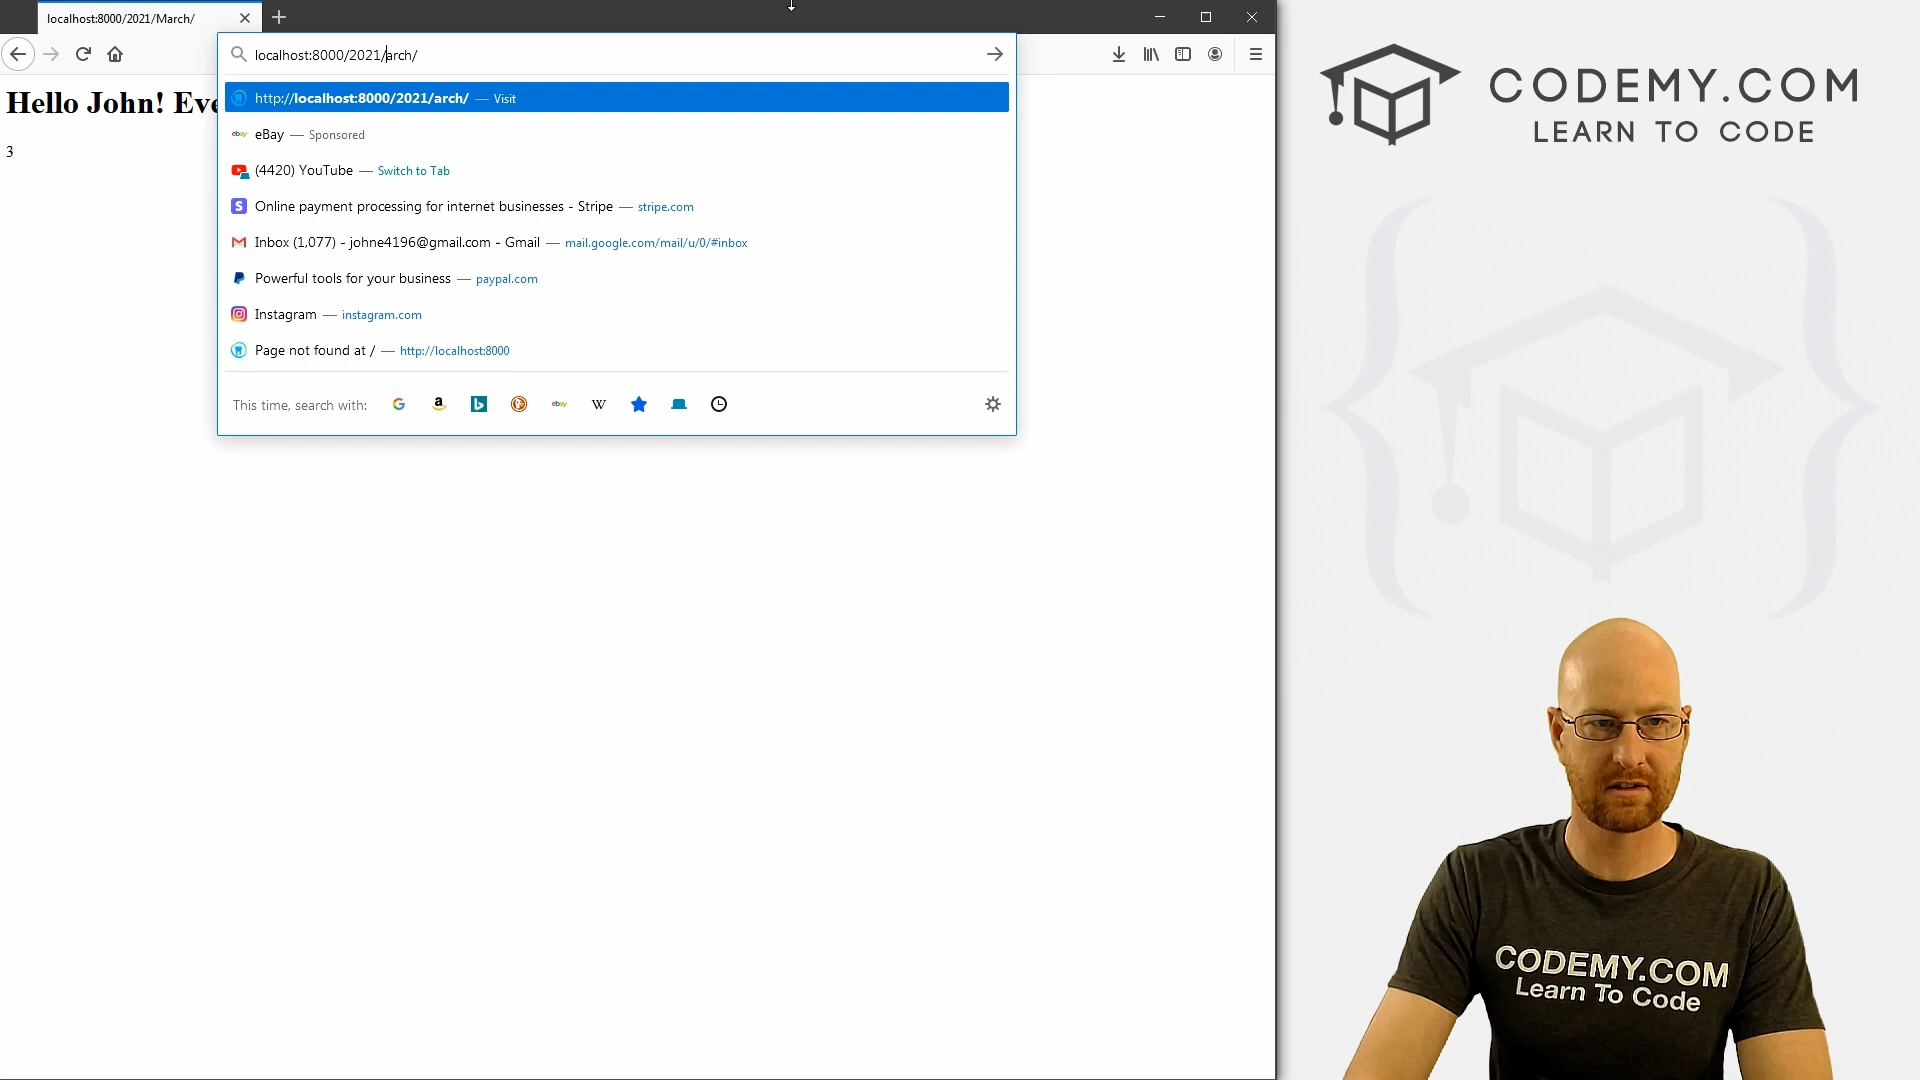 localhost:8000/2021/March/
localhost:8000/2021/arch/
http://localhost:8000/2021/arch/ — Visit
Hello John! Eve
ebay eBay — Sponsored
3
(4420) YouTube — Switch to Tab
S Online payment processing for internet businesses - Stripe — stripe.com
Inbox (1,077) - johne4196@gmail.com - Gmail — mail.google.com/mail/u/0/#inbox
Powerful tools for your business — paypal.com
Instagram — instagram.com
Page not found at / — http://localhost:8000
This time, search with: G a b ebay W
CODEMY.COM
LEARN TO CODE
CODEMY.COM
Learn To Code